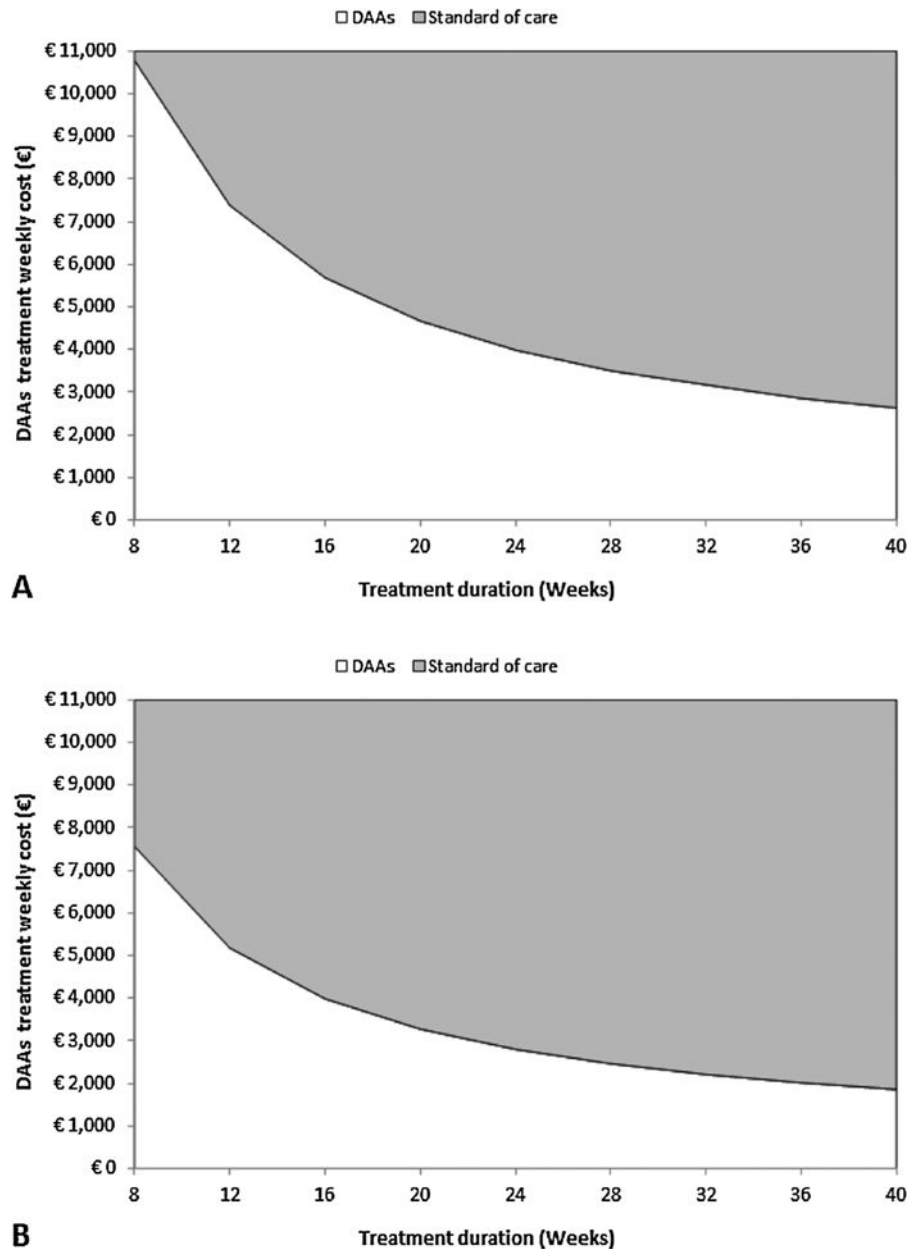 DAAs Standard of care
DAAs treatment weekly cost (€)
€ 11,000
€ 10,000
€ 9,000
€ 8,000
€ 7,000
€ 6,000
€ 5,000
€ 4,000
€ 3,000
€ 2,000
€ 1,000
€ 0
8 12 16 20 24 28 32 36 40
Treatment duration (Weeks)
A
DAAs Standard of care
DAAs treatment weekly cost (€)
€ 11,000
€ 10,000
€ 9,000
€ 8,000
€ 7,000
€ 6,000
€ 5,000
€ 4,000
€ 3,000
€ 2,000
€ 1,000
€ 0
8 12 16 20 24 28 32 36 40
Treatment duration (Weeks)
B